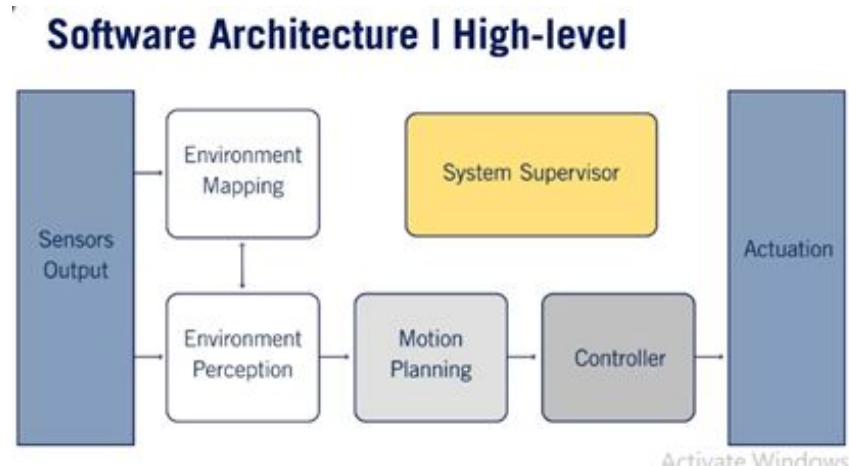 Software Architecture | High-level
Sensors
Output
Environment
Mapping
System Supervisor
Actuation
Environment
Perception
Motion
Planning
Controller
Activate Windows